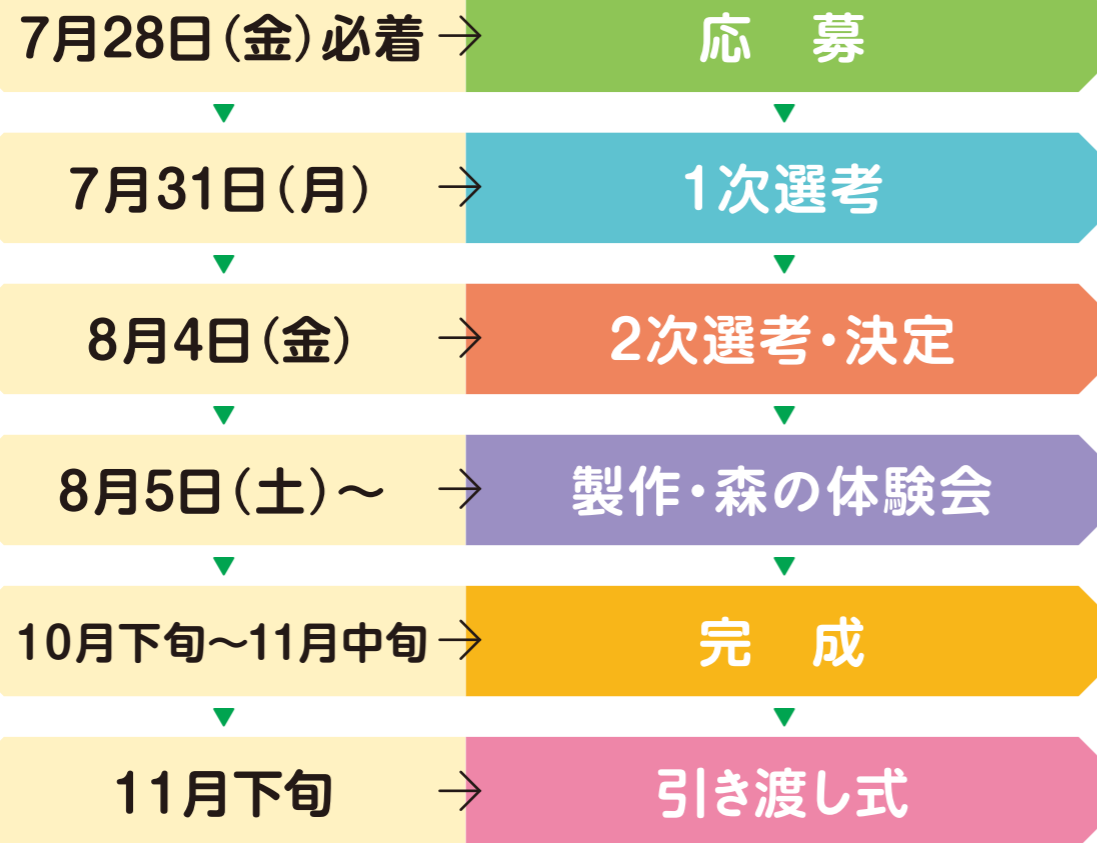 7月28日(金)必着→応 募
▼ ▼
7月31日(月)→1次選考
▼ ▼
8月4日(金)→2次選考・決定
▼ ▼
8月5日(土)～→製作・森の体験会
▼ ▼
10月下旬～11月中旬→完 成
▼ ▼
11月下旬→引き渡し式